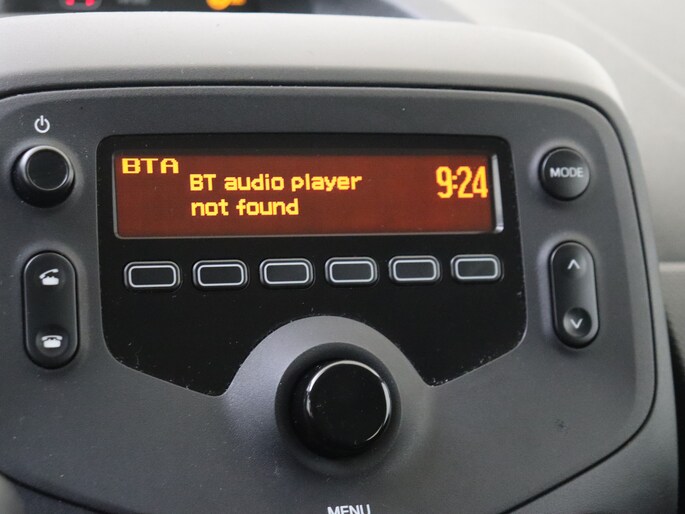 BTA
BT audio player
not found
9:24
MODE
MENU